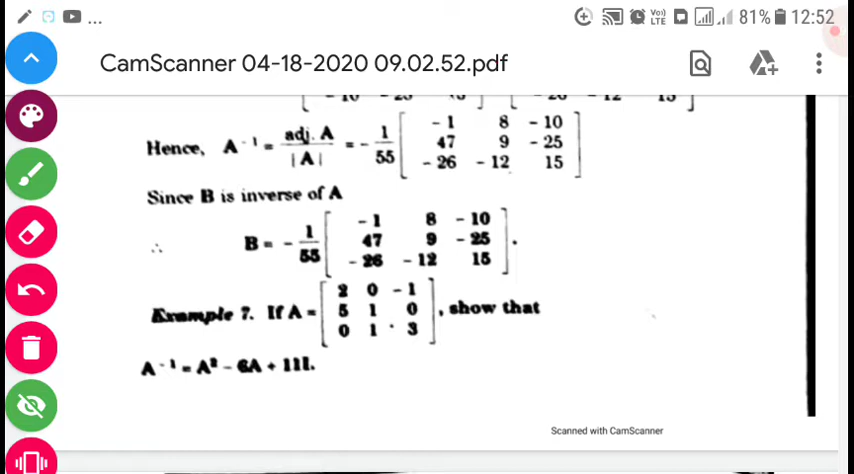 ... 81% 12:52
CamScanner 04-18-2020 09.02.52.pdf
Hence, A⁻¹ = adj. A / |A| = - 1/55 [ - 1 8 - 10
47 9 - 25
- 26 - 12 15 ]
Since B is inverse of A
∴ B = - 1/55 [ - 1 8 - 10
47 9 - 25
- 26 - 12 15 ] .
Example 7. If A = [ 2 0 - 1
5 1 0
0 1 3 ] , show that
A⁻¹ = A² - 6A + 11I.
Scanned with CamScanner